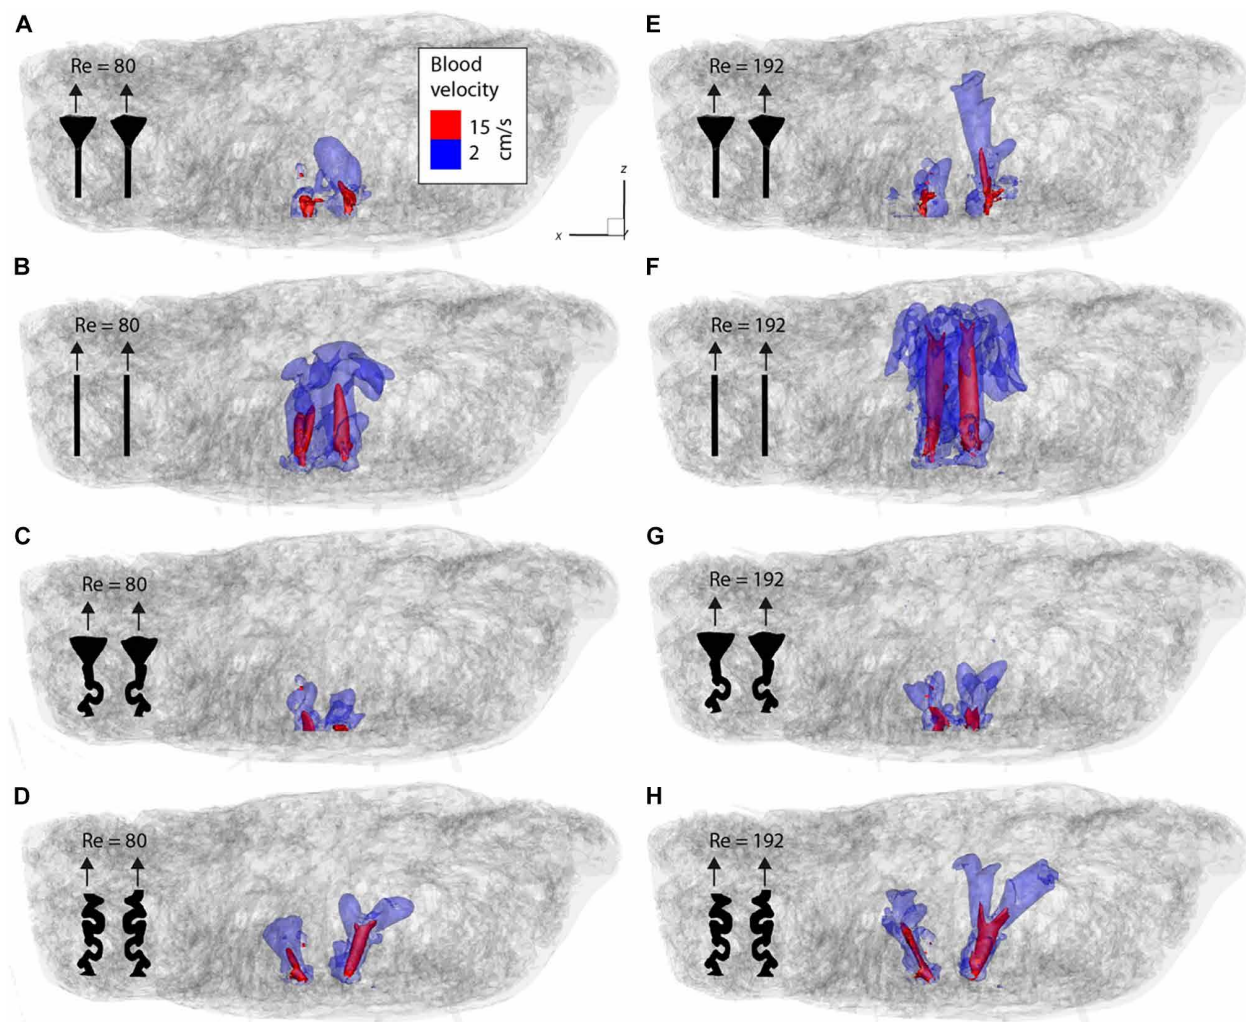 A
Re = 80
Blood
velocity
15
2
cm/s
z
x
E
Re = 192
B
Re = 80
F
Re = 192
C
Re = 80
G
Re = 192
D
Re = 80
H
Re = 192